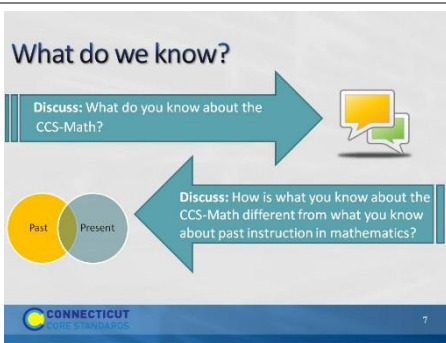 What do we know?
Discuss: What do you know about the
CCS-Math?
Discuss: How is what you know about the
CCS-Math different from what you know
about past instruction in mathematics?
Past
Present
CONNECTICUT
CORE STANDARDS
7